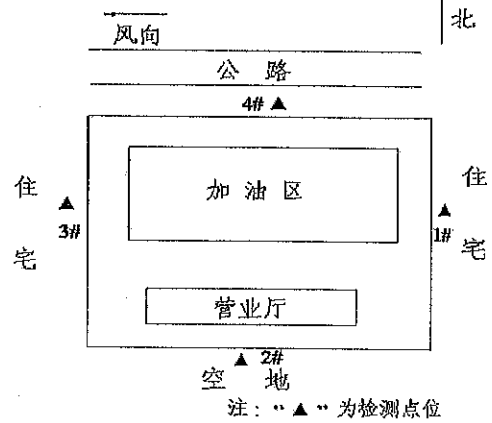 风向
北
公 路
4# ▲
加 油 区
住
宅
▲
3#
住
宅
▲
1#
营业厅
▲ 2#
空 地
注：“▲”为检测点位